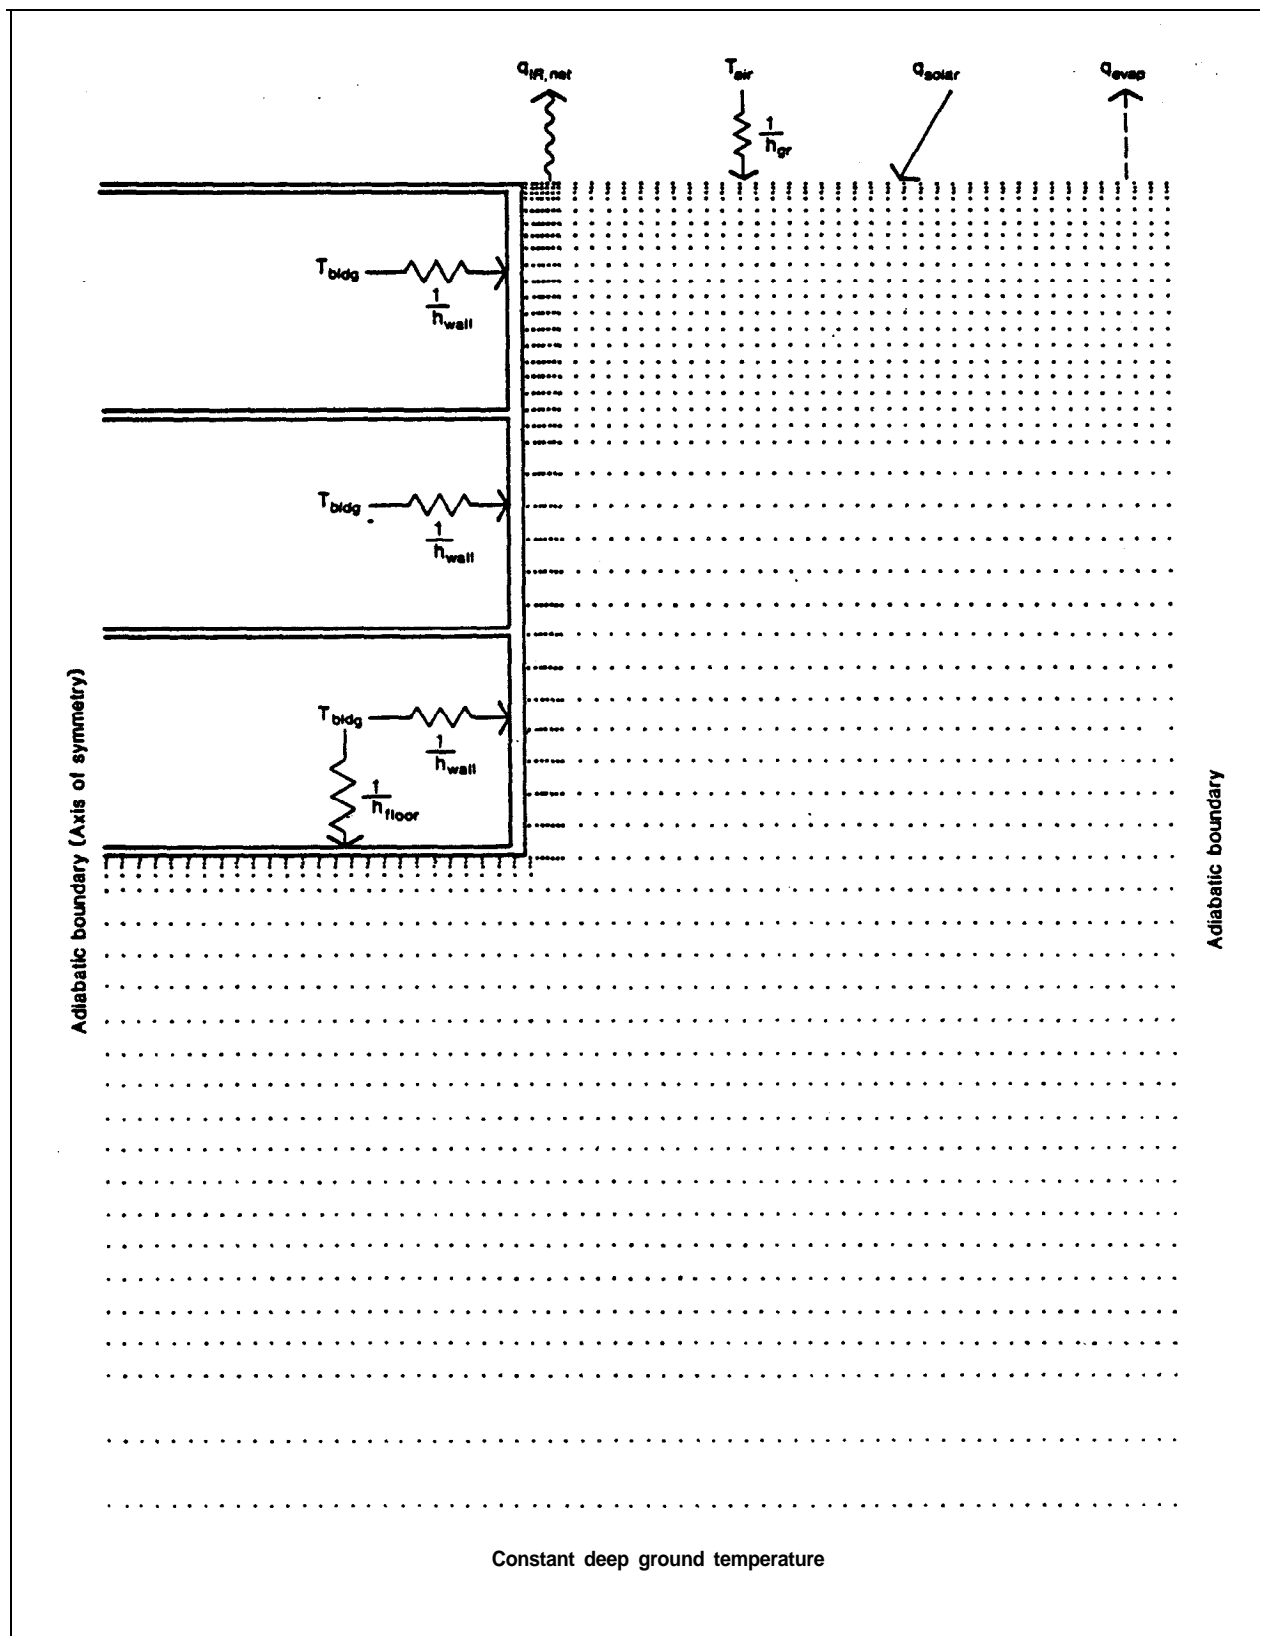 q_IR,net T_air q_solar q_evap
1
h_gr
T_bldg
1
h_wall
T_bldg
1
h_wall
T_bldg
1
h_wall
1
h_floor
Adiabatic boundary (Axis of symmetry)
Adiabatic boundary
Constant deep ground temperature